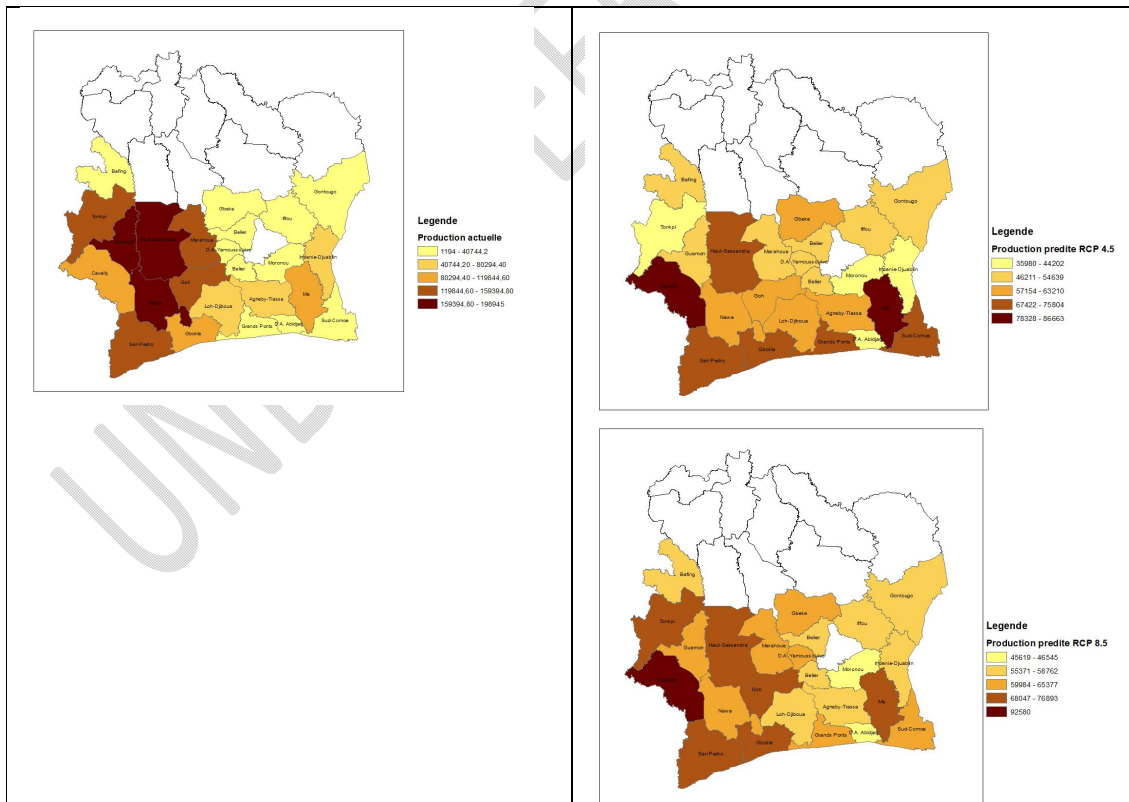 Bafing
Tonkpi
Gbeke
Iffou
Gontougo
Haut-Sassandra
Marahoue
Belier
D.A. Yamoussoukro
Belier
Moronou
Indenie-Djuablin
Cavally
Goh
Loh-Djiboua
Agneby-Tiassa
Me
San Pedro
Gbokle
Grands Ponts
D.A. Abidjan
Sud-Comoe
Legende
Production actuelle
1194 - 40744,2
40744,20 - 80294,40
80294,40 - 119844,60
119844,60 - 159394,80
159394,80 - 198945
Bafing
Tonkpi
Guemon
Haut-Sassandra
Gbeke
Iffou
Gontougo
Marahoue
Belier
D.A. Yamoussoukro
Belier
Moronou
Indenie-Djuablin
Goh
Nawa
Loh-Djiboua
Agneby-Tiassa
San Pedro
Gbokle
Grands Ponts
D.A. Abidjan
Sud-Comoe
Legende
Production predite RCP 4.5
35980 - 44202
46211 - 54639
57154 - 63210
67422 - 75804
78328 - 86663
Bafing
Tonkpi
Guemon
Haut-Sassandra
Gbeke
Iffou
Gontougo
Marahoue
Belier
D.A. Yamoussoukro
Belier
Moronou
Indenie-Djuablin
Goh
Nawa
Loh-Djiboua
Agneby-Tiassa
Me
San Pedro
Gbokle
Grands Ponts
D.A. Abidjan
Sud-Comoe
Legende
Production predite RCP 8.5
45619 - 46545
55371 - 58762
59984 - 65377
68047 - 76893
92580